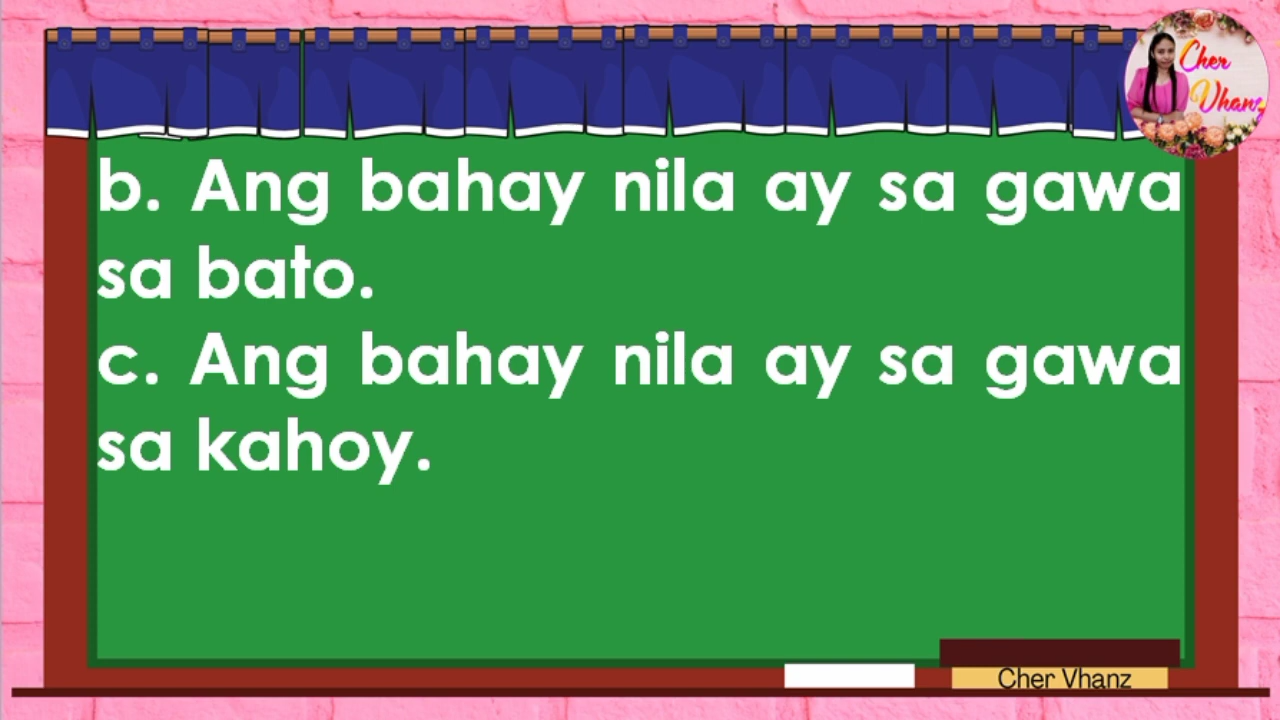 Cher
Vhanz
b. Ang bahay nila ay sa gawa
sa bato.
c. Ang bahay nila ay sa gawa
sa kahoy.
Cher Vhanz